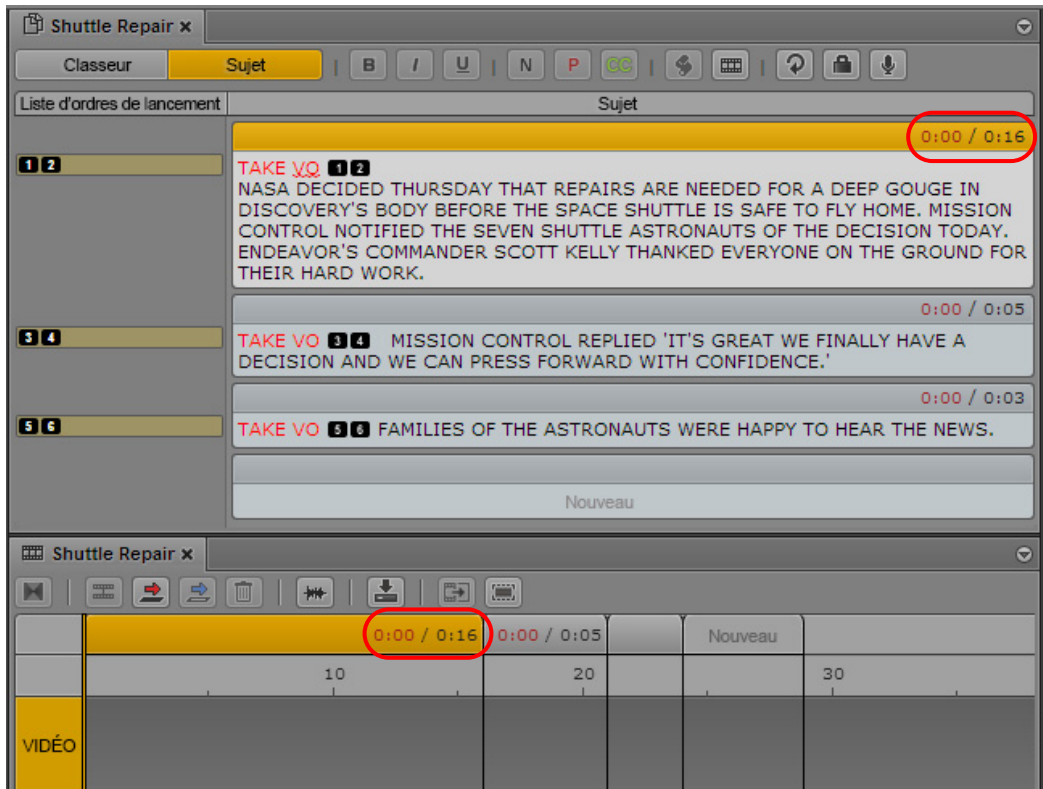 Shuttle Repair ×
Classeur Sujet | B I U | N P CC | |
Liste d'ordres de lancement Sujet
0:00 / 0:16
1 2 TAKE VO 1 2
NASA DECIDED THURSDAY THAT REPAIRS ARE NEEDED FOR A DEEP GOUGE IN
DISCOVERY'S BODY BEFORE THE SPACE SHUTTLE IS SAFE TO FLY HOME. MISSION
CONTROL NOTIFIED THE SEVEN SHUTTLE ASTRONAUTS OF THE DECISION TODAY.
ENDEAVOR'S COMMANDER SCOTT KELLY THANKED EVERYONE ON THE GROUND FOR
THEIR HARD WORK.
0:00 / 0:05
3 4 TAKE VO 3 4 MISSION CONTROL REPLIED 'IT'S GREAT WE FINALLY HAVE A
DECISION AND WE CAN PRESS FORWARD WITH CONFIDENCE.'
0:00 / 0:03
5 6 TAKE VO 5 6 FAMILIES OF THE ASTRONAUTS WERE HAPPY TO HEAR THE NEWS.
Nouveau
Shuttle Repair ×
0:00 / 0:16 0:00 / 0:05 Nouveau
10 20 30
VIDÉO